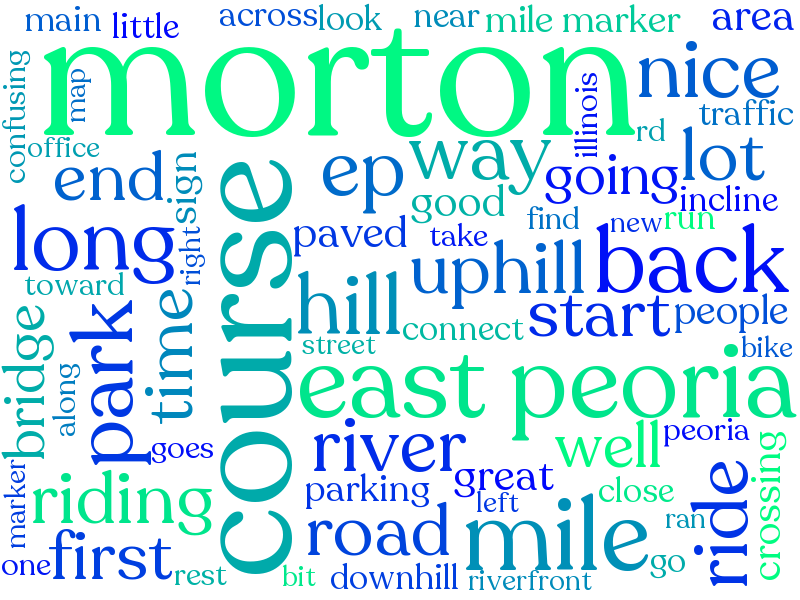 main
little
across
look
near
mile marker
area
morton
nice
confusing
map
office
illinois
rd
traffic
end
sign
ep
way
going
lot
incline
good
find
new
run
long
right
paved
take
uphill
back
toward
time
course
hill
connect
start
people
street
bike
bridge
along
park
east peoria
goes
river
great
well
peoria
marker
riding
parking
left
close
crossing
ride
road
mile
ran
one
first
rest
bit
downhill
riverfront
go